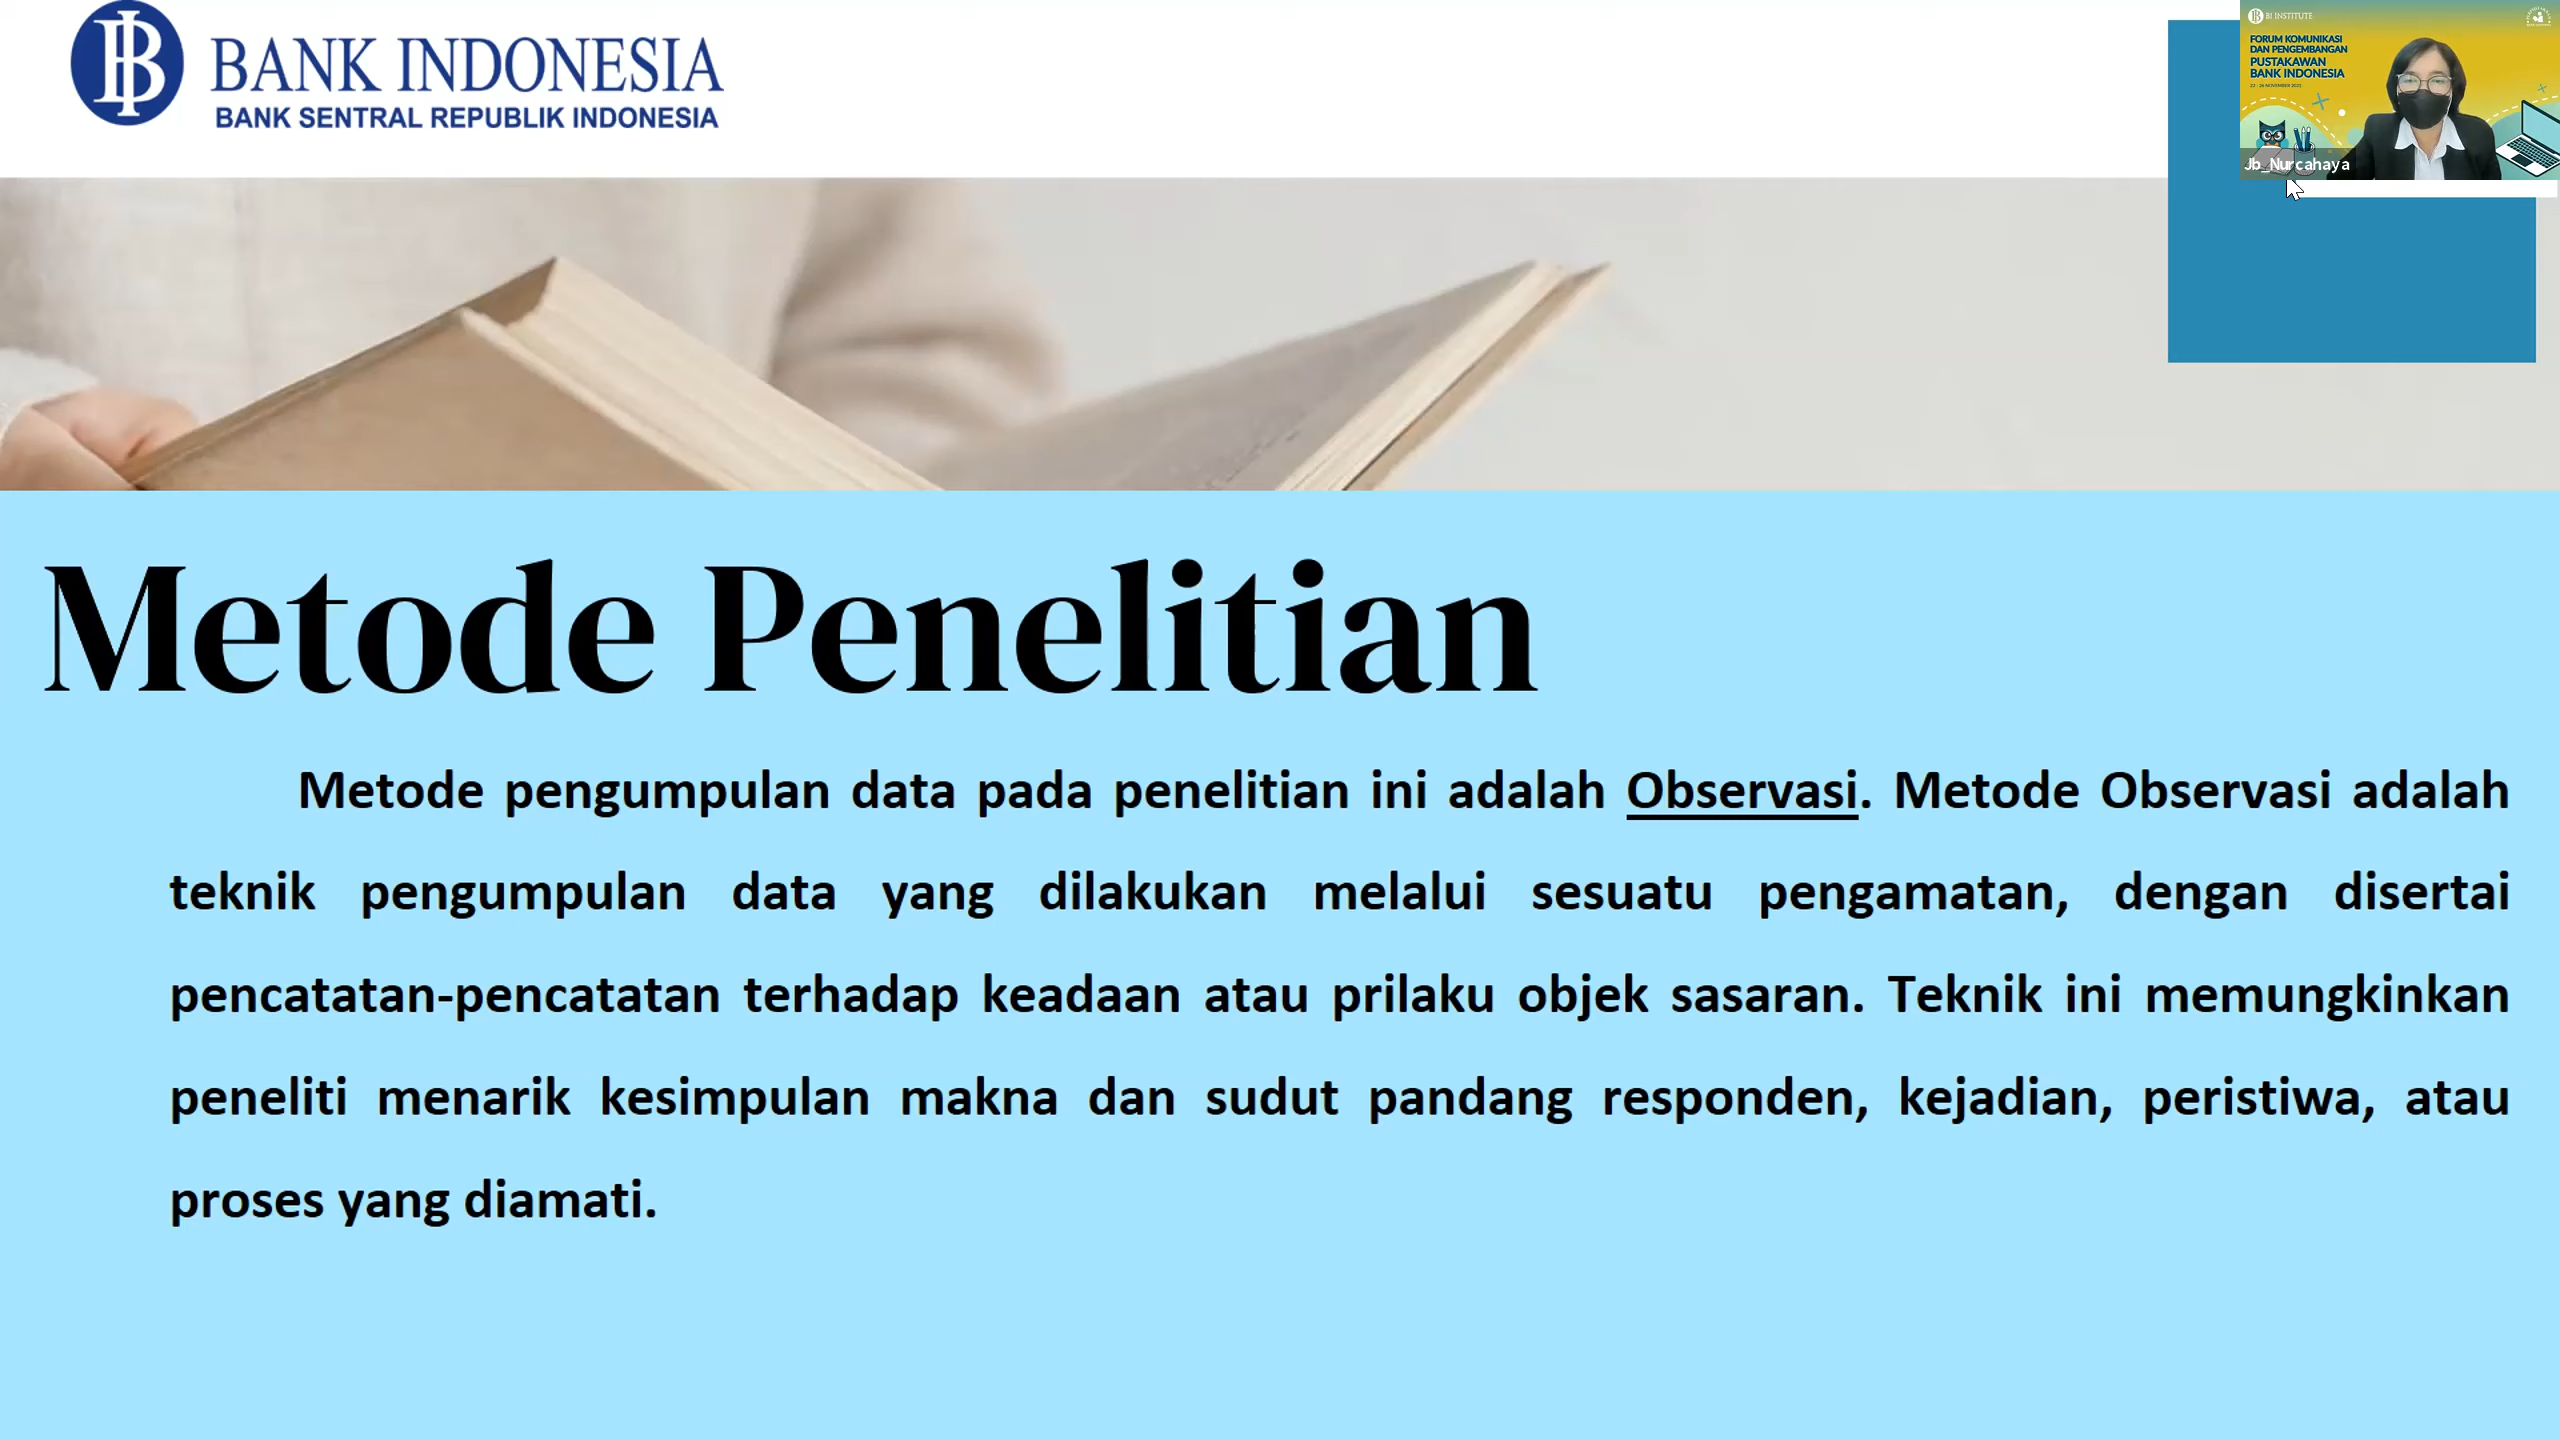 BANK INDONESIA
BANK SENTRAL REPUBLIK INDONESIA
BI INSTITUTE
FORUM KOMUNIKASI
DAN PENGEMBANGAN
PUSTAKAWAN
BANK INDONESIA
Jb_Nurcahaya
Metode Penelitian
Metode pengumpulan data pada penelitian ini adalah Observasi. Metode Observasi adalah
teknik pengumpulan data yang dilakukan melalui sesuatu pengamatan, dengan disertai
pencatatan-pencatatan terhadap keadaan atau prilaku objek sasaran. Teknik ini memungkinkan
peneliti menarik kesimpulan makna dan sudut pandang responden, kejadian, peristiwa, atau
proses yang diamati.